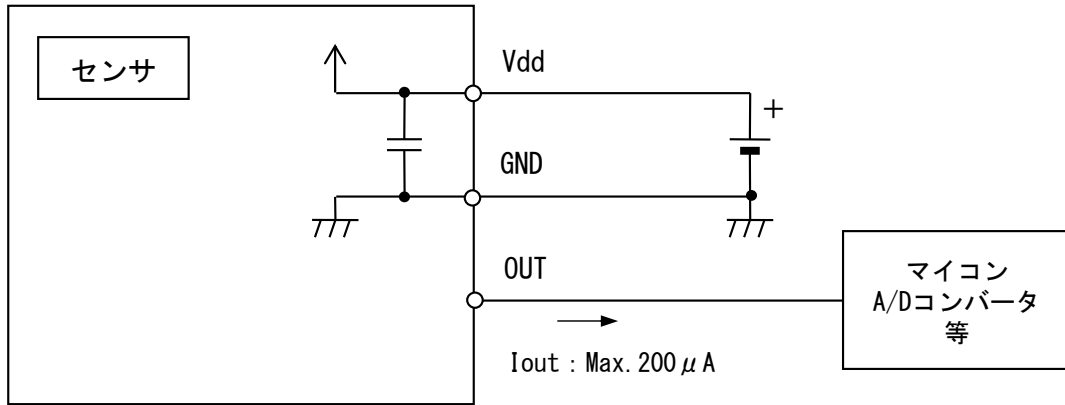 センサ
Vdd
+
GND
OUT
マイコン
A/Dコンバータ
等
Iout：Max.200μA